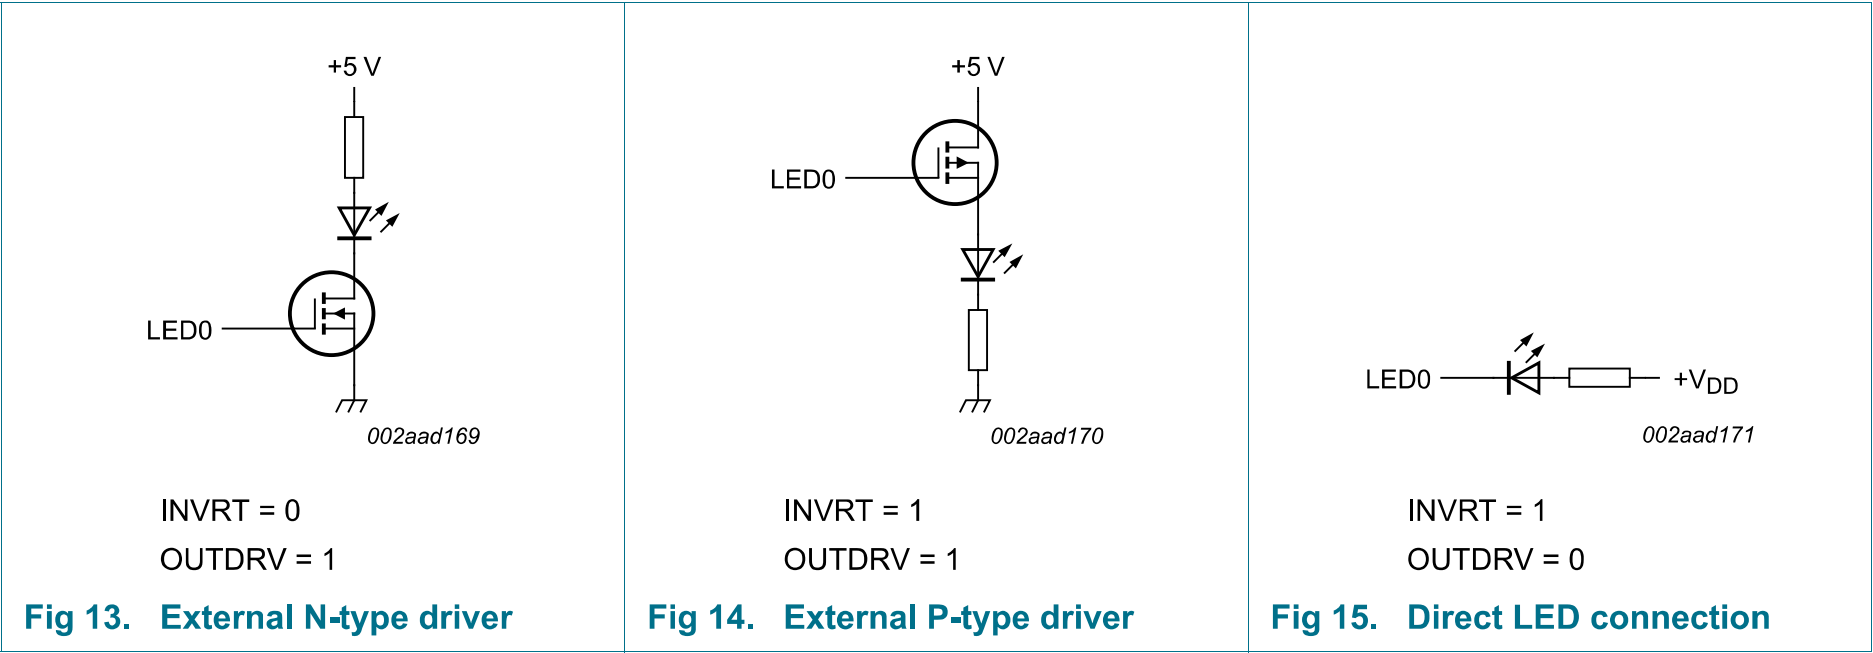 +5 V
LED0
002aad169
INVRT = 0
OUTDRV = 1
Fig 13. External N-type driver
+5 V
LED0
002aad170
INVRT = 1
OUTDRV = 1
Fig 14. External P-type driver
LED0
+VDD
002aad171
INVRT = 1
OUTDRV = 0
Fig 15. Direct LED connection